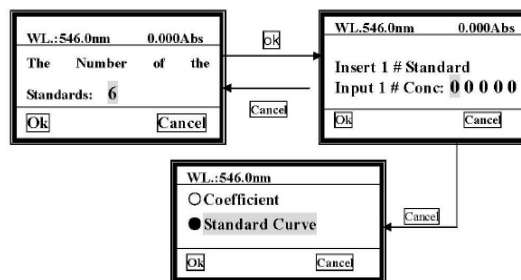 WL.:546.0nm 0.000Abs
The Number of the
Standards: 6
Ok Cancel
ok
Cancel
WL.:546.0nm 0.000Abs
Insert 1 # Standard
Input 1 # Conc: 0 0 0 0 0
Ok Cancel
Cancel
WL.:546.0nm
Coefficient
Standard Curve
Ok Cancel